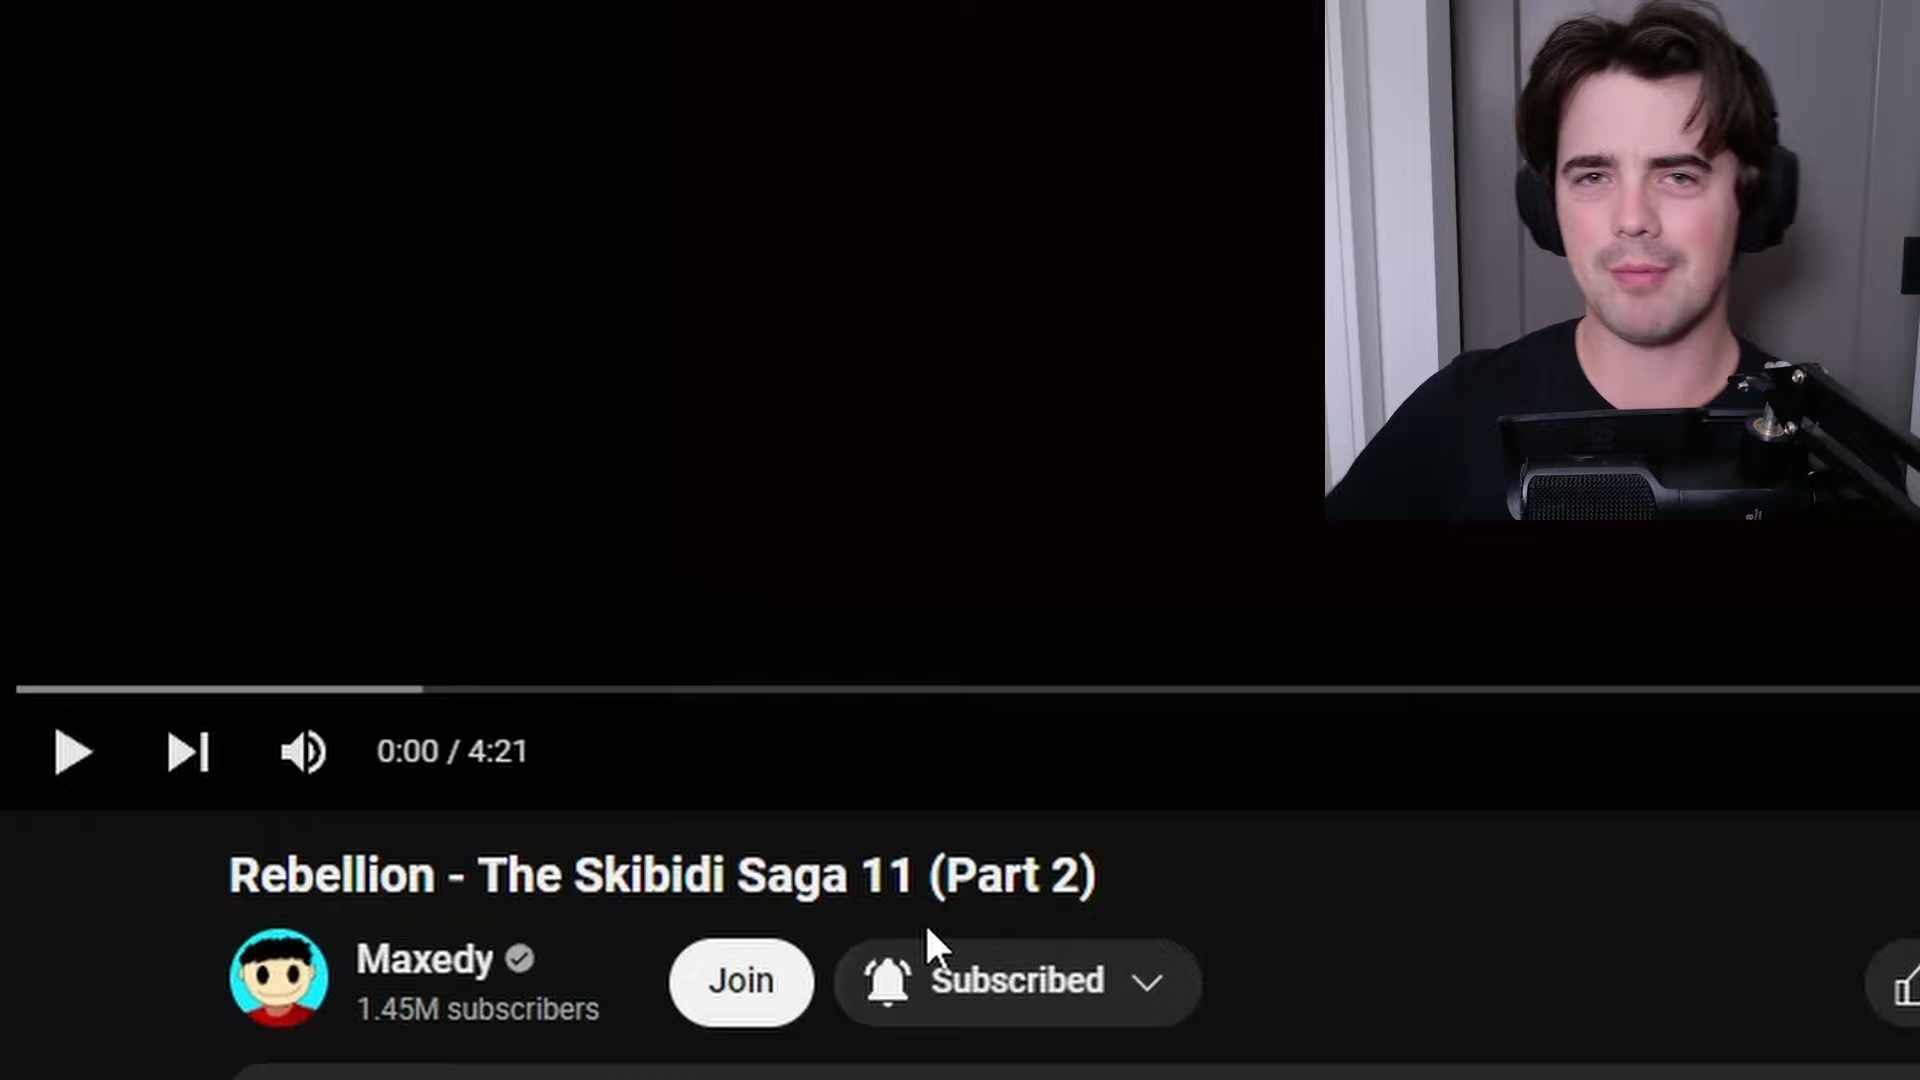 0:00 / 4:21
Rebellion - The Skibidi Saga 11 (Part 2)
Maxedy
1.45M subscribers
Join
Subscribed